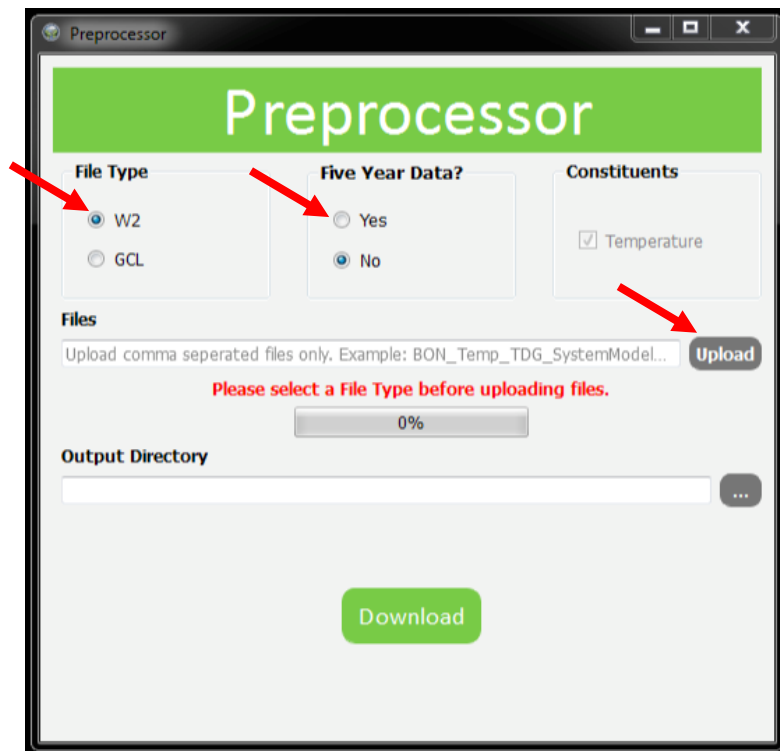 Preprocessor
Preprocessor
File Type
Five Year Data?
Constituents
W2
Yes
Temperature
GCL
No
Files
Upload comma seperated files only. Example: BON_Temp_TDG_SystemModel...
Upload
Please select a File Type before uploading files.
0%
Output Directory
...
Download